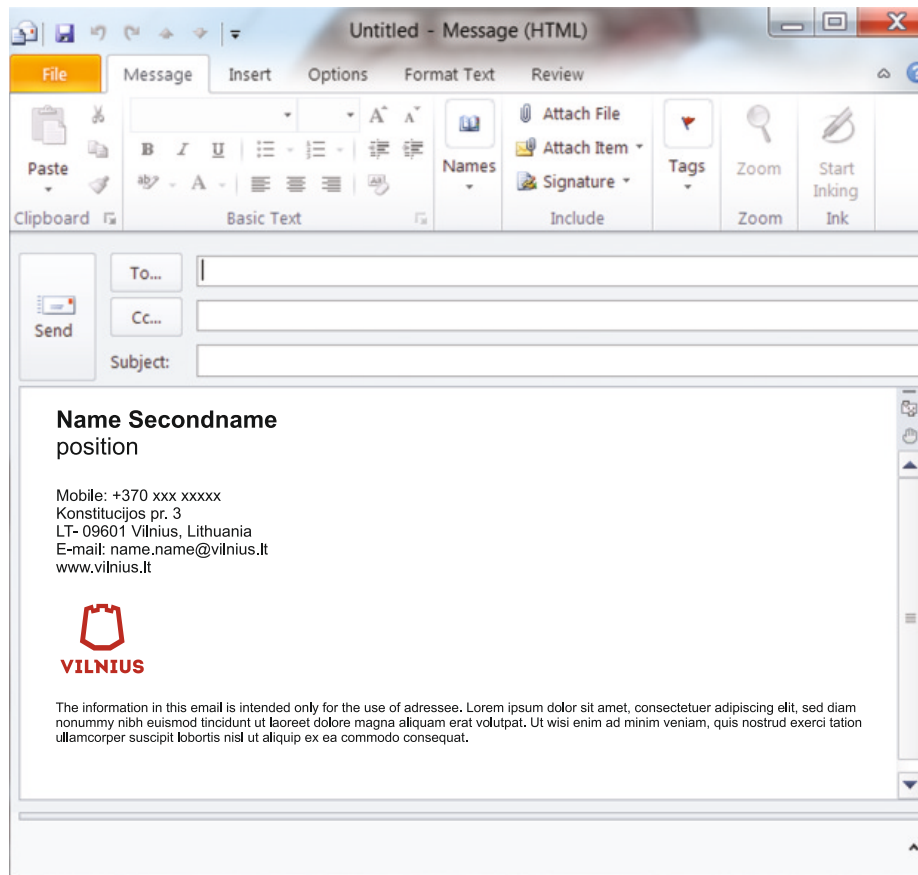 Untitled - Message (HTML)
File Message Insert Options Format Text Review
Paste
Clipboard
B I U
A
Basic Text
Names
Attach File
Attach Item
Signature
Include
Tags
Zoom
Zoom
Start
Inking
Ink
Send
To...
Cc...
Subject:
Name Secondname
position
Mobile: +370 xxx xxxxx
Konstitucijos pr. 3
LT- 09601 Vilnius, Lithuania
E-mail: name.name@vilnius.lt
www.vilnius.lt
VILNIUS
The information in this email is intended only for the use of adressee. Lorem ipsum dolor sit amet, consectetuer adipiscing elit, sed diam
nonummy nibh euismod tincidunt ut laoreet dolore magna aliquam erat volutpat. Ut wisi enim ad minim veniam, quis nostrud exerci tation
ullamcorper suscipit lobortis nisl ut aliquip ex ea commodo consequat.